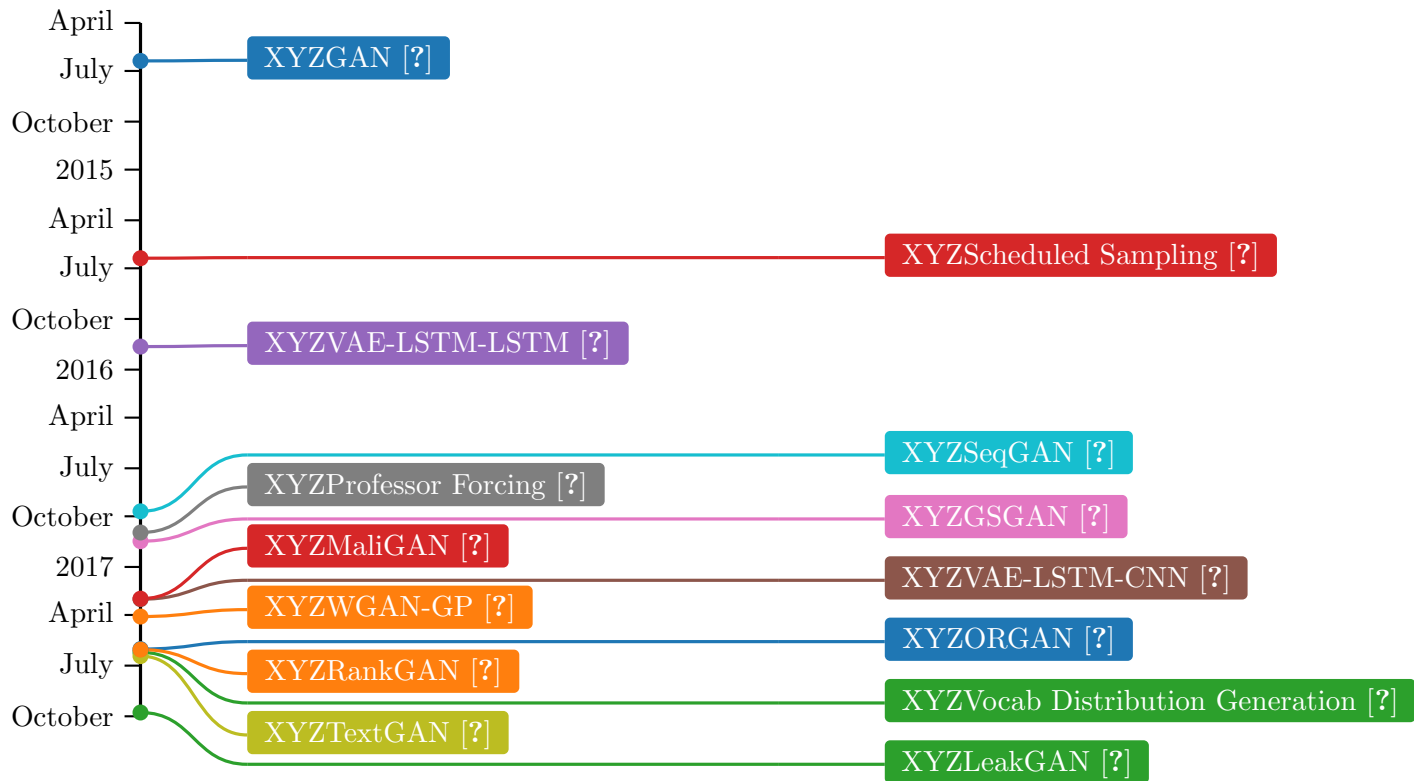 April
XYZGAN [?]
July
October
2015
April
XYZScheduled Sampling [?]
July
October
XYZVAE-LSTM-LSTM [?]
2016
April
XYZSeqGAN [?]
July
XYZProfessor Forcing [?]
October
XYZGSGAN [?]
XYZMaliGAN [?]
2017
XYZVAE-LSTM-CNN [?]
April
XYZWGAN-GP [?]
XYZORGAN [?]
July
XYZRankGAN [?]
XYZVocab Distribution Generation [?]
October
XYZTextGAN [?]
XYZLeakGAN [?]